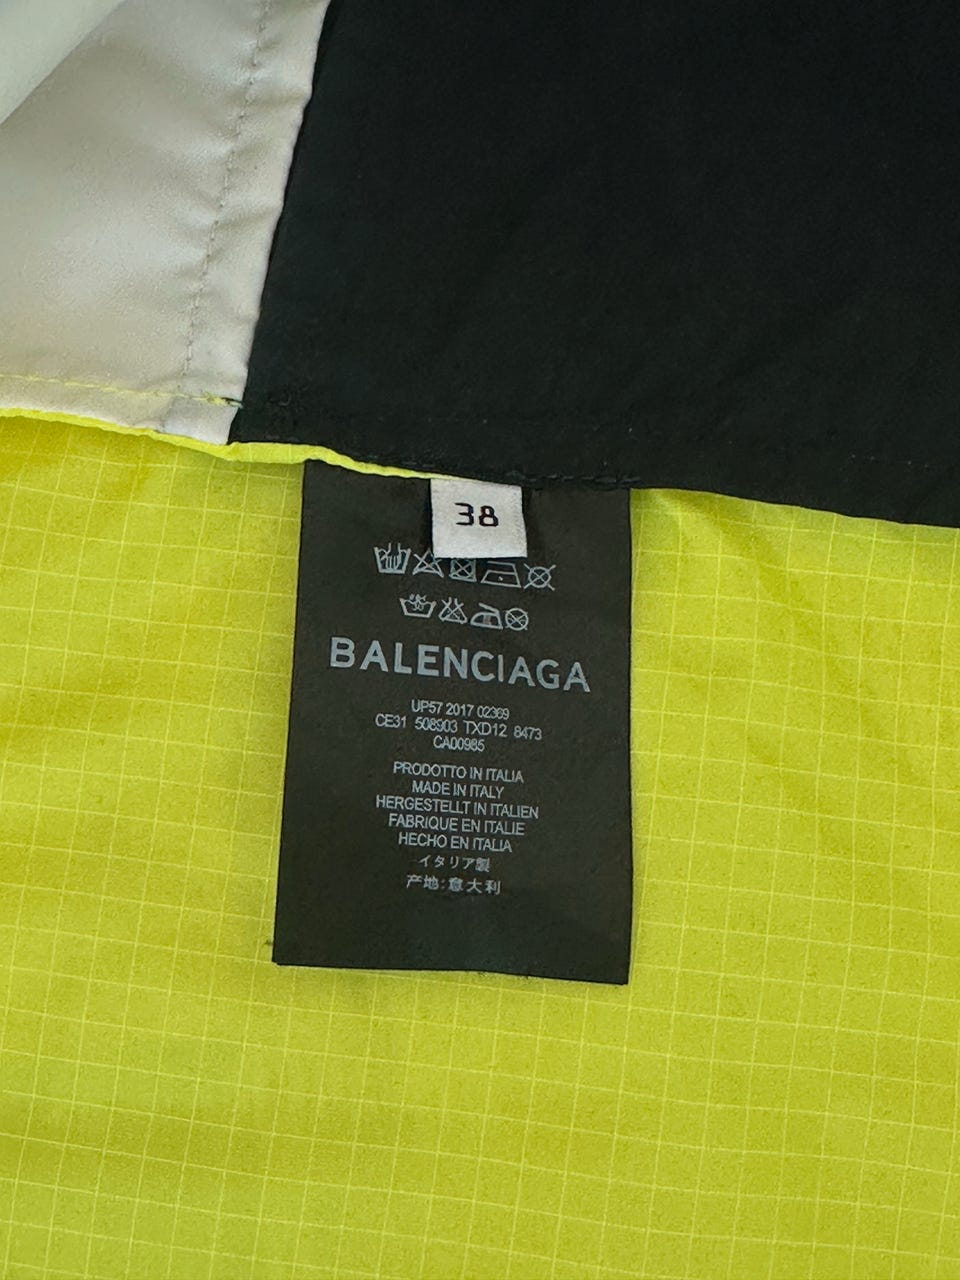 38
BALENCIAGA
UP57 2017 02369
CE31 508903 TXD12 8473
CA00985
PRODOTTO IN ITALIA
MADE IN ITALY
HERGESTELLT IN ITALIEN
FABRIQUE EN ITALIE
HECHO EN ITALIA
イタリア製
产地:意大利